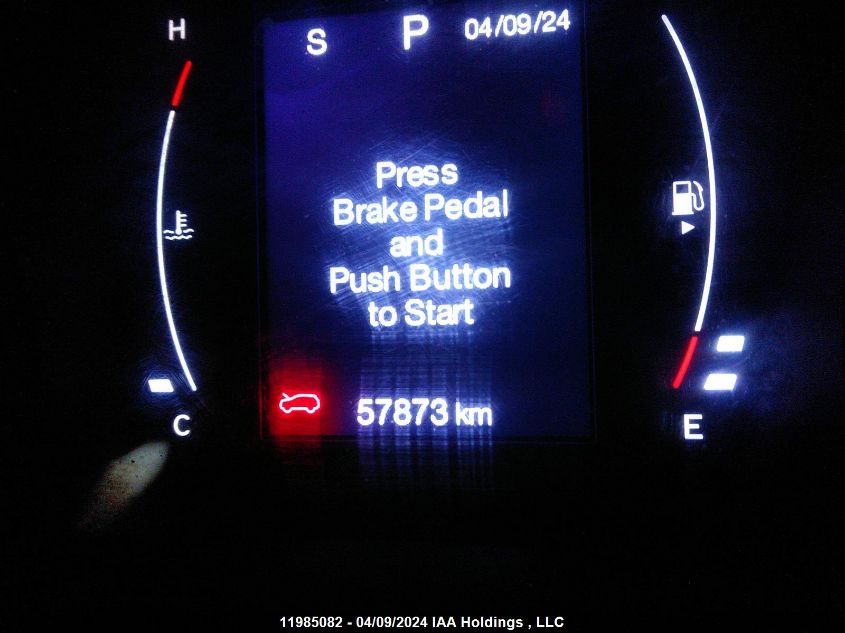 H
S P 04/09/24
Press
Brake Pedal
and
Push Button
to Start
57873 km
C
E
11985082 - 04/09/2024 IAA Holdings , LLC